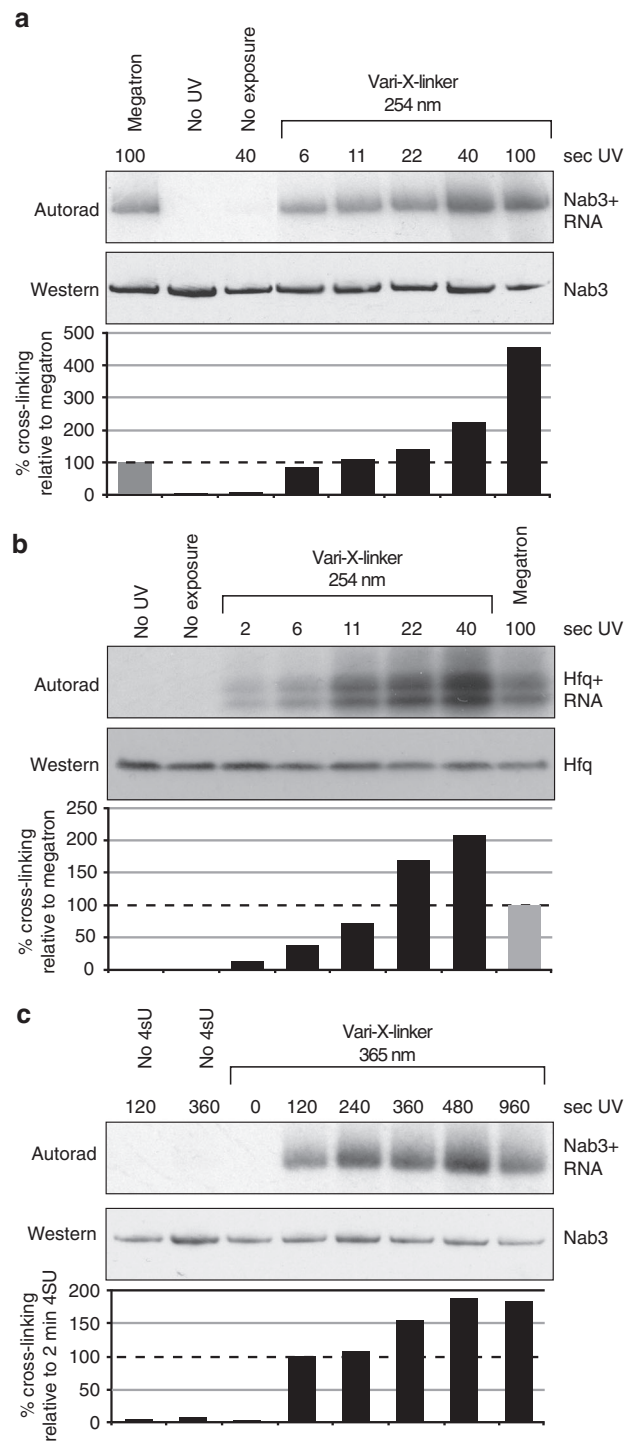 a
Megatron
No UV
No exposure
Vari-X-linker
254 nm
100 40 6 11 22 40 100 sec UV
Autorad
Nab3+
RNA
Western
Nab3
% cross-linking
relative to megatron
500
400
300
200
100
0
b
No UV
No exposure
Vari-X-linker
254 nm
Megatron
2 6 11 22 40 100 sec UV
Autorad
Hfq+
RNA
Western
Hfq
% cross-linking
relative to megatron
250
200
150
100
50
0
c
No 4sU
No 4sU
Vari-X-linker
365 nm
120 360 0 120 240 360 480 960 sec UV
Autorad
Nab3+
RNA
Western
Nab3
% cross-linking
relative to 2 min 4SU
200
150
100
50
0